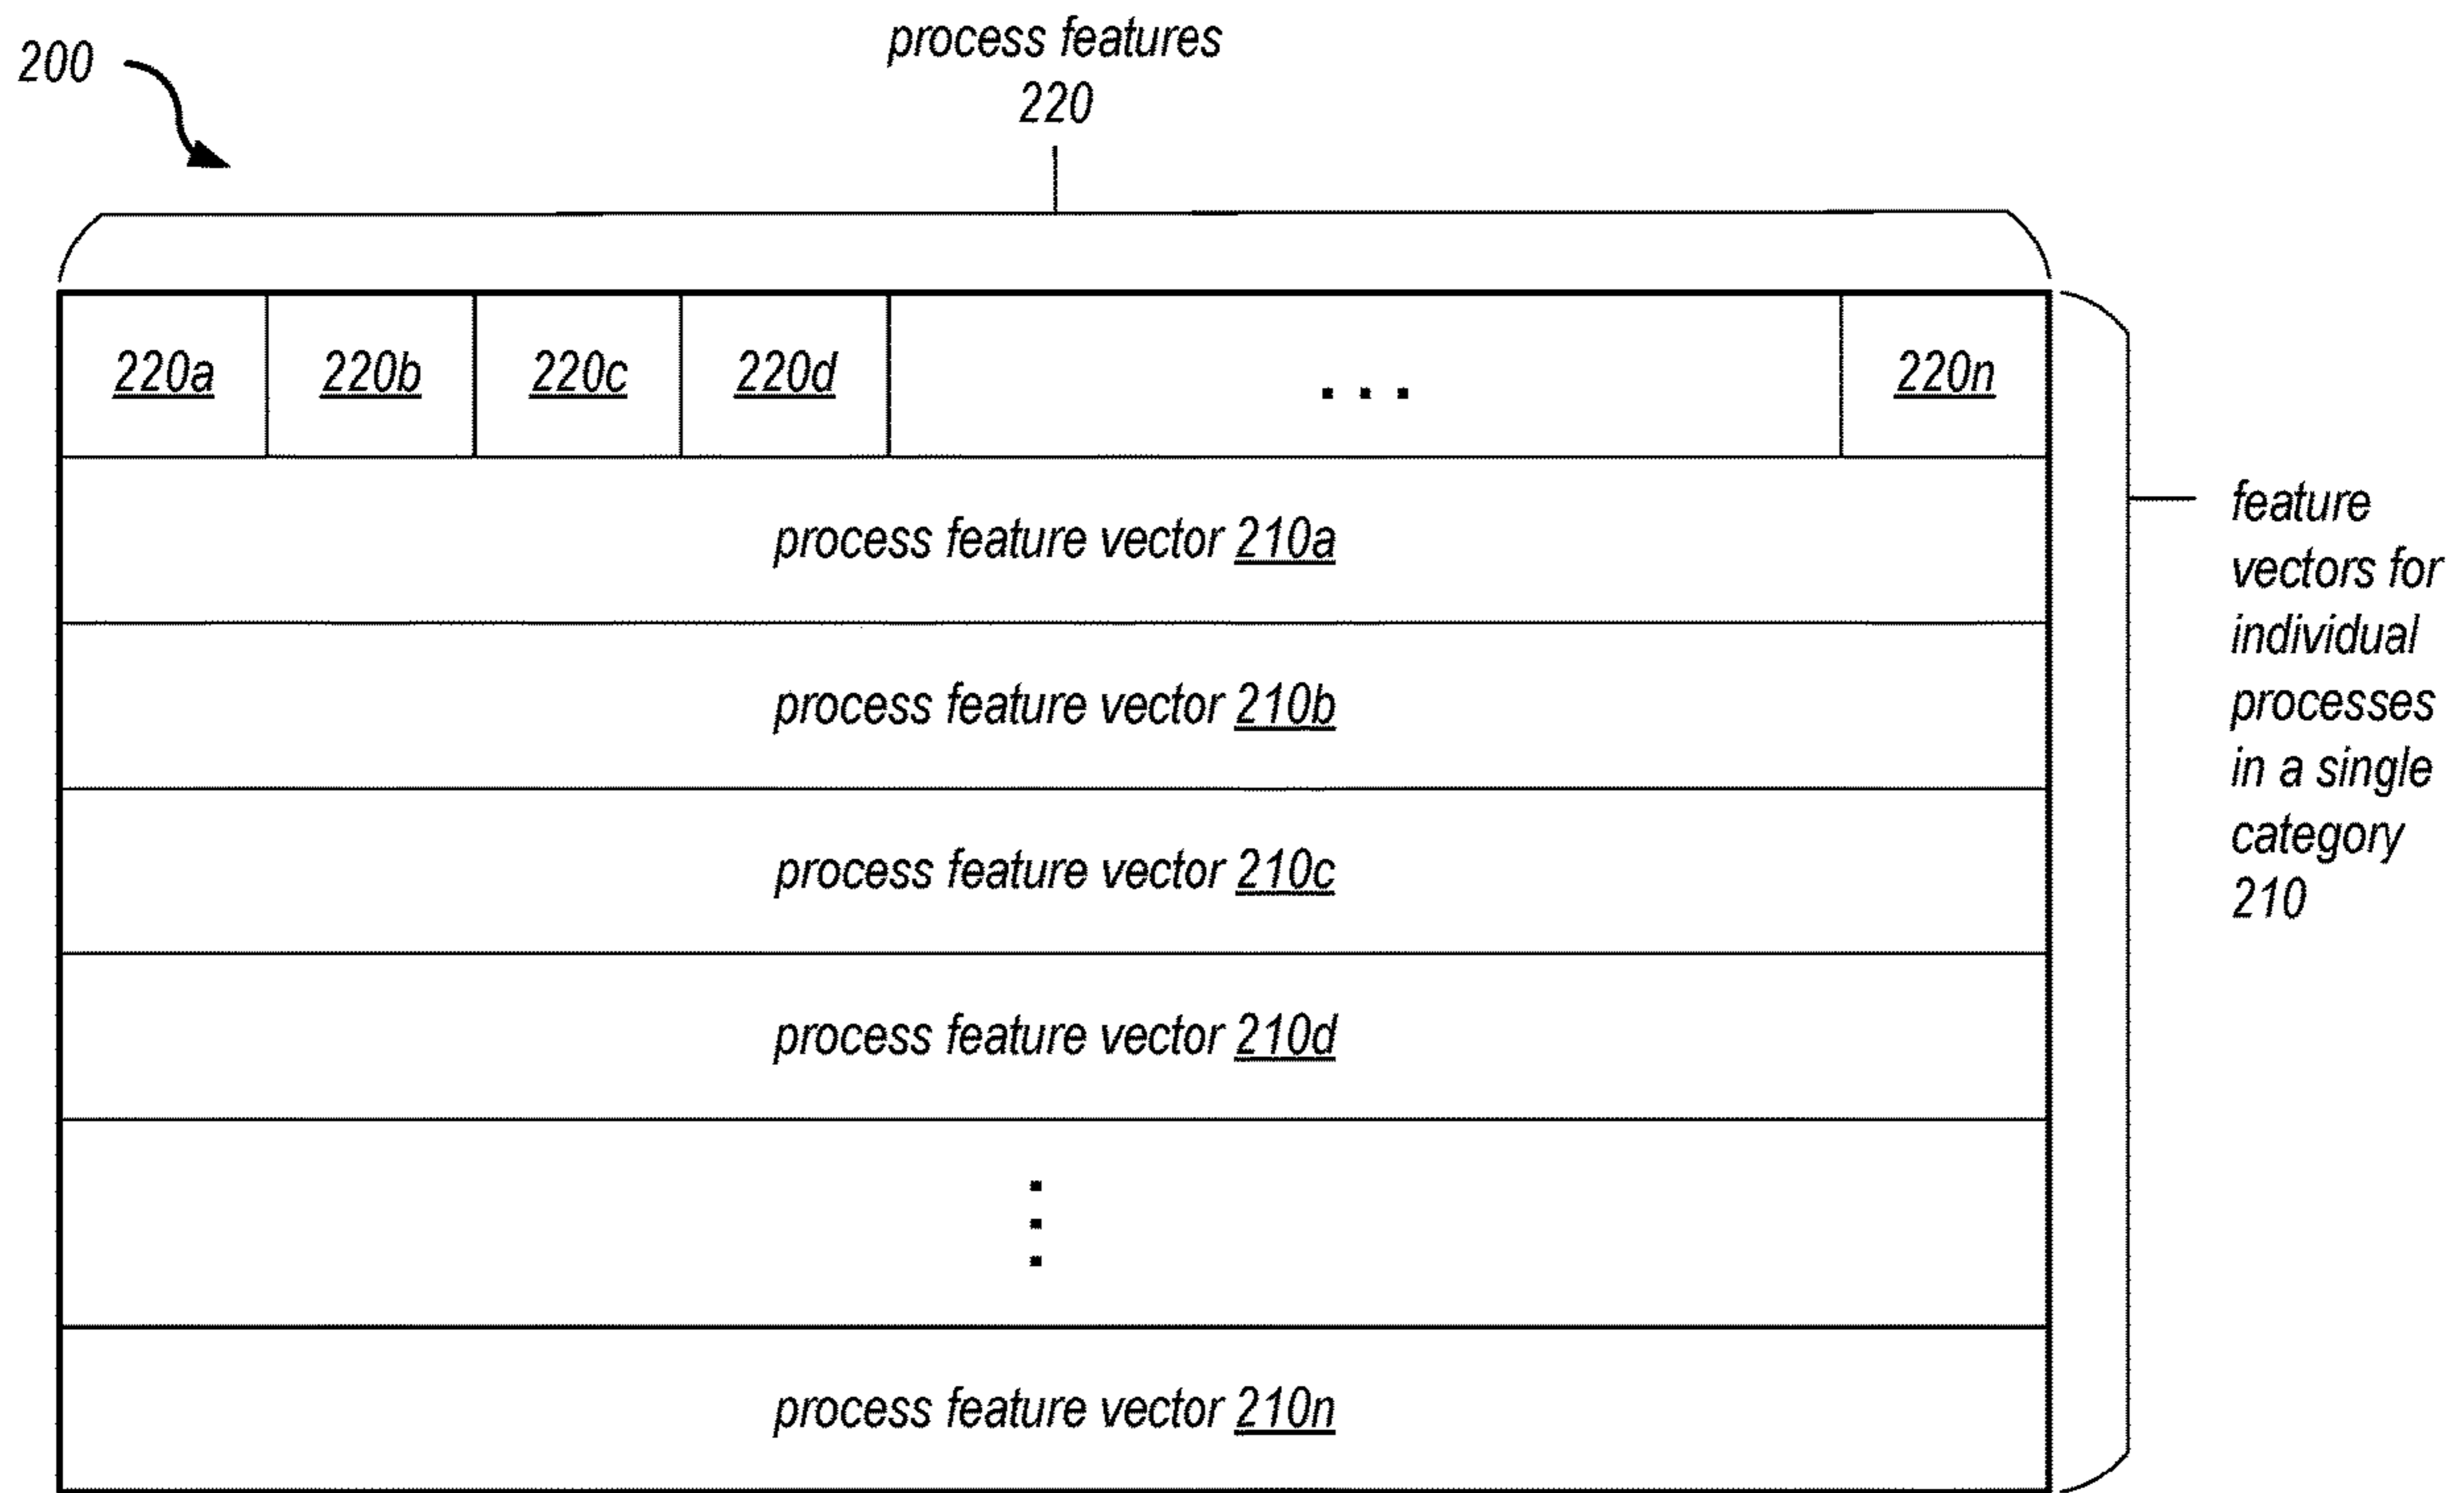 200
process features
220
220a 220b 220c 220d ... 220n
process feature vector 210a
process feature vector 210b
process feature vector 210c
process feature vector 210d
process feature vector 210n
feature
vectors for
individual
processes
in a single
category
210